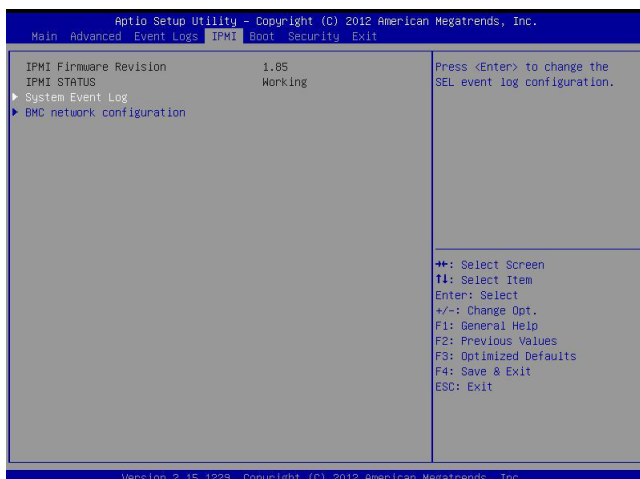 Aptio Setup Utility – Copyright (C) 2012 American Megatrends, Inc.
Main Advanced Event Logs IPMI Boot Security Exit
IPMI Firmware Revision 1.85
IPMI STATUS Working
▶ System Event Log
▶ BMC network configuration
Press <Enter> to change the
SEL event log configuration.
→←: Select Screen
↑↓: Select Item
Enter: Select
+/-: Change Opt.
F1: General Help
F2: Previous Values
F3: Optimized Defaults
F4: Save & Exit
ESC: Exit
Version 2.15.1229. Copyright (C) 2012 American Megatrends, Inc.